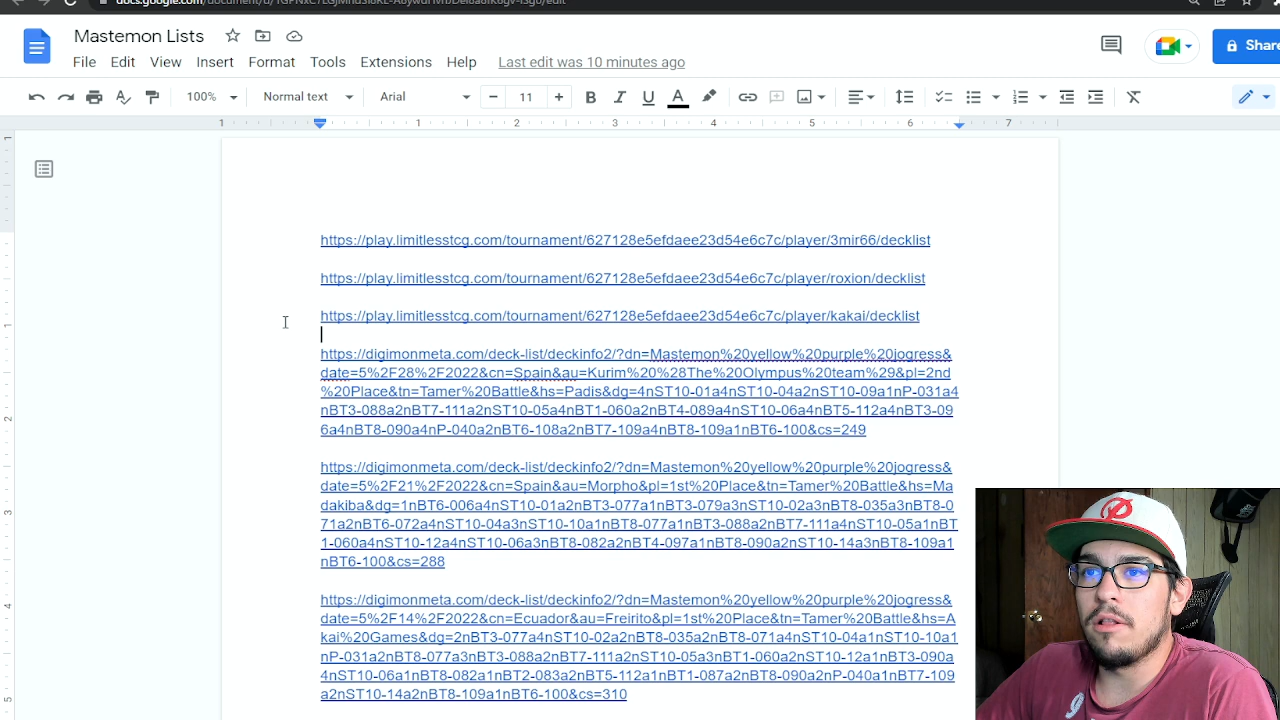 Mastemon Lists
File Edit View Insert Format Tools Extensions Help Last edit was 10 minutes ago
Share
100% Normal text Arial 11
1 1 2 3 4 5 6 7
https://play.limitlesstcg.com/tournament/627128e5efdaee23d54e6c7c/player/3mir66/decklist
https://play.limitlesstcg.com/tournament/627128e5efdaee23d54e6c7c/player/roxion/decklist
https://play.limitlesstcg.com/tournament/627128e5efdaee23d54e6c7c/player/kakai/decklist
https://digimonmeta.com/deck-list/deckinfo2/?dn=Mastemon%20yellow%20purple%20jogress&
date=5%2F28%2F2022&cn=Spain&au=Kurim%20%28The%20Olympus%20team%29&pl=2nd
%20Place&tn=Tamer%20Battle&hs=Padis&dg=4nST10-01a4nST10-04a2nST10-09a1nP-031a4
nBT3-088a2nBT7-111a2nST10-05a4nBT1-060a2nBT4-089a4nST10-06a4nBT5-112a4nBT3-09
6a4nBT8-090a4nP-040a2nBT6-108a2nBT7-109a4nBT8-109a1nBT6-100&cs=249
https://digimonmeta.com/deck-list/deckinfo2/?dn=Mastemon%20yellow%20purple%20jogress&
date=5%2F21%2F2022&cn=Spain&au=Morpho&pl=1st%20Place&tn=Tamer%20Battle&hs=Ma
dakiba&dg=1nBT6-006a4nST10-01a2nBT3-077a1nBT3-079a3nST10-02a3nBT8-035a3nBT8-0
71a2nBT6-072a4nST10-04a3nST10-10a1nBT8-077a1nBT3-088a2nBT7-111a4nST10-05a1nBT
1-060a4nST10-12a4nST10-06a3nBT8-082a2nBT4-097a1nBT8-090a2nST10-14a3nBT8-109a1
nBT6-100&cs=288
https://digimonmeta.com/deck-list/deckinfo2/?dn=Mastemon%20yellow%20purple%20jogress&
date=5%2F14%2F2022&cn=Ecuador&au=Freirito&pl=1st%20Place&tn=Tamer%20Battle&hs=A
kai%20Games&dg=2nBT3-077a4nST10-02a2nBT8-035a2nBT8-071a4nST10-04a1nST10-10a1
nP-031a2nBT8-077a3nBT3-088a2nBT7-111a2nST10-05a3nBT1-060a2nST10-12a1nBT3-090a
4nST10-06a1nBT8-082a1nBT2-083a2nBT5-112a1nBT1-087a2nBT8-090a2nP-040a1nBT7-109
a2nST10-14a2nBT8-109a1nBT6-100&cs=310